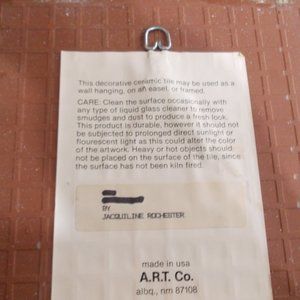 This decorative ceramic tile may be used as a
wall hanging, on an easel, or framed.
CARE: Clean the surface occasionally with
any type of liquid glass cleaner to remove
smudges and dust to produce a fresh look.
This product is durable, however it should not
be subjected to prolonged direct sunlight or
flourescent light as this could alter the color
of the artwork. Heavy or hot objects should
not be placed on the surface of the tile, since
the surface has not been kiln fired.
BY
JACQUILINE ROCHESTER
made in usa
A.R.T. Co.
albq., nm 87108